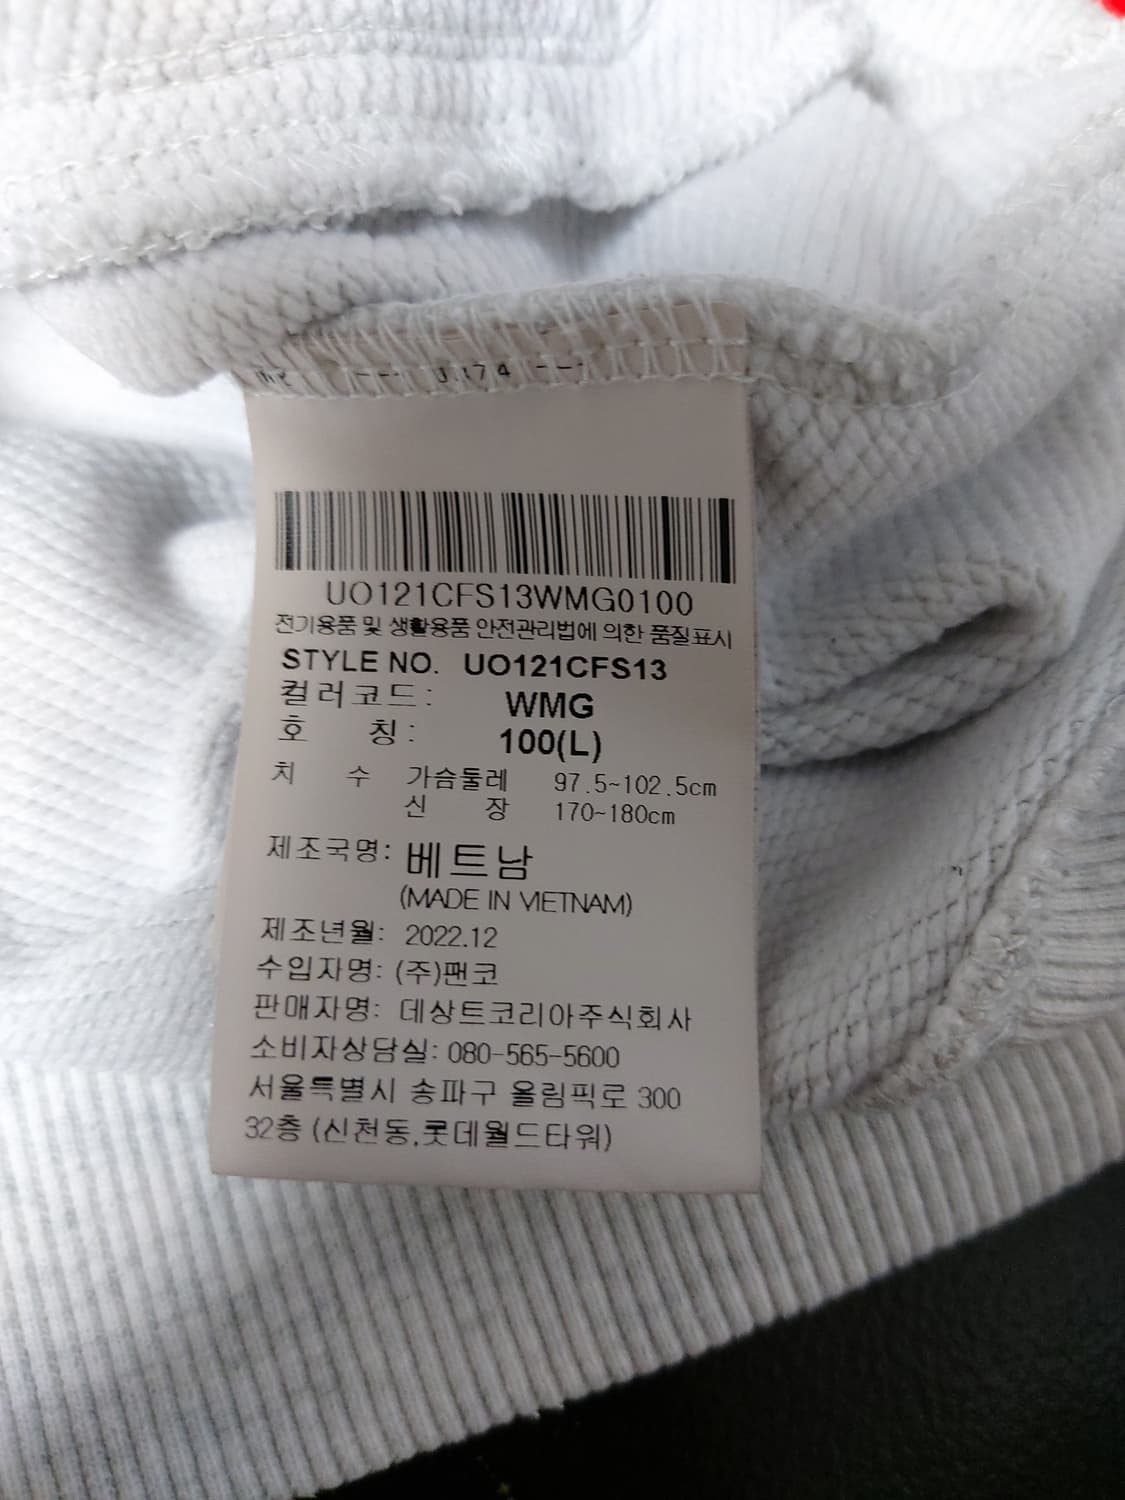 UO121CFS13WMG0100
전기용품 및 생활용품 안전관리법에 의한 품질표시
STYLE NO. UO121CFS13
컬러코드: WMG
호 칭: 100(L)
치 수 가슴둘레 97.5~102.5cm
신 장 170~180cm
제조국명: 베트남
(MADE IN VIETNAM)
제조년월: 2022.12
수입자명: (주)팬코
판매자명: 데상트코리아주식회사
소비자상담실: 080-565-5600
서울특별시 송파구 올림픽로 300
32층 (신천동,롯데월드타워)